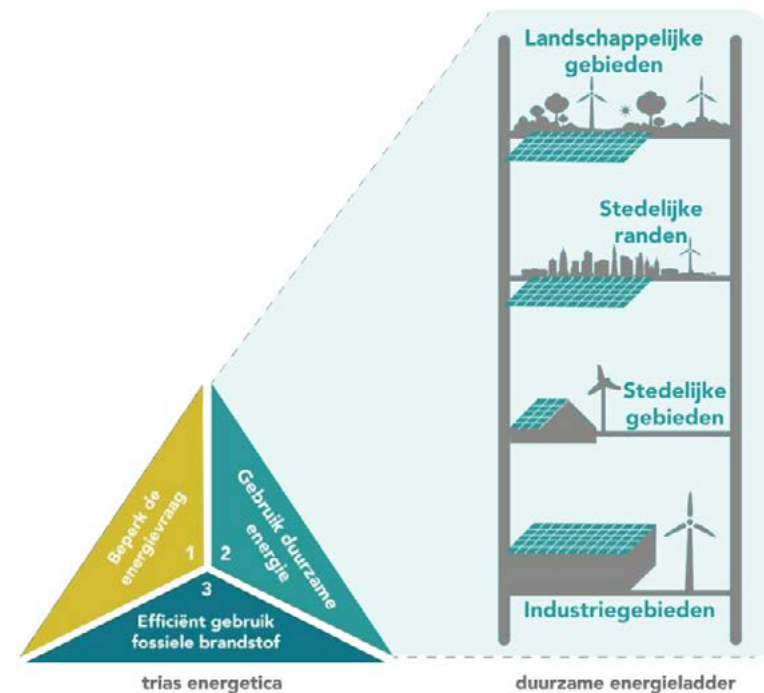 Landschappelijke
gebieden
Stedelijke
randen
Stedelijke
gebieden
Industriegebieden
Beperk de
energievraag
1
Gebruik duurzame
energie
2
3
Efficiënt gebruik
fossiele brandstof
trias energetica
duurzame energieladder